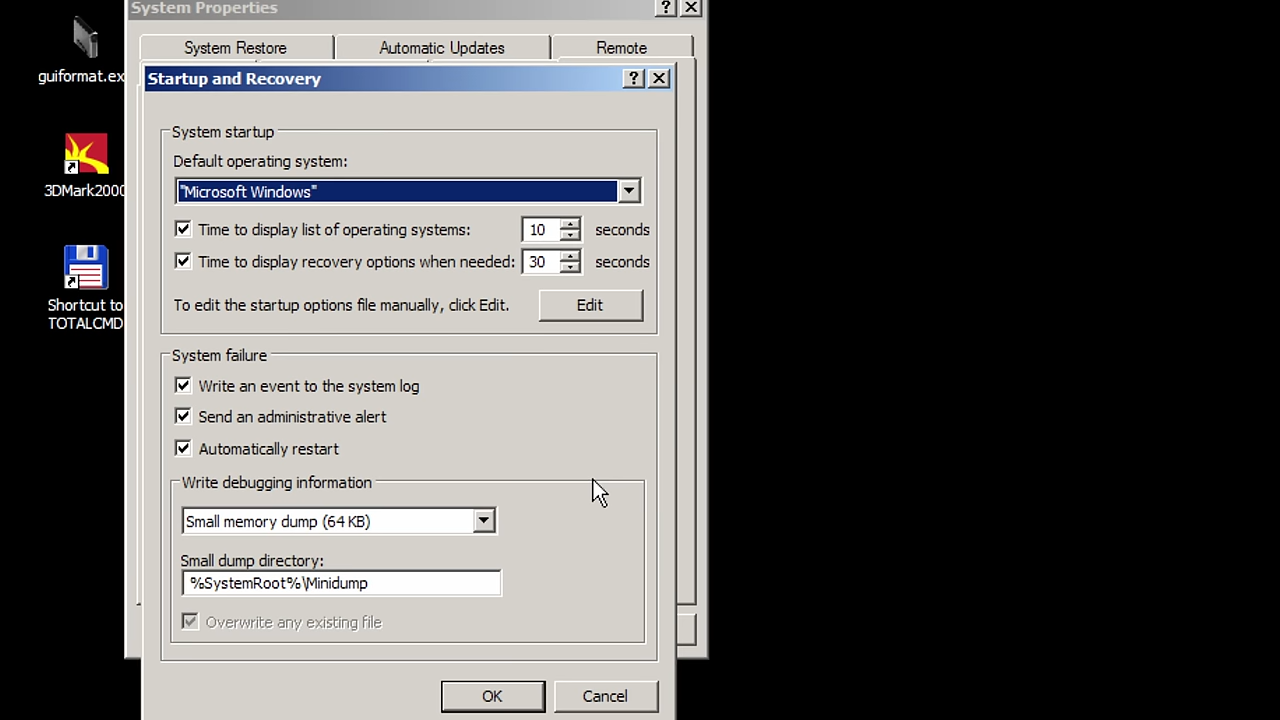 System Properties
System Restore
Automatic Updates
Remote
guiformat.ex
3DMark2000
Shortcut to
TOTALCMD
Startup and Recovery
System startup
Default operating system:
"Microsoft Windows"
Time to display list of operating systems: 10 seconds
Time to display recovery options when needed: 30 seconds
To edit the startup options file manually, click Edit. Edit
System failure
Write an event to the system log
Send an administrative alert
Automatically restart
Write debugging information
Small memory dump (64 KB)
Small dump directory:
%SystemRoot%\Minidump
Overwrite any existing file
OK Cancel